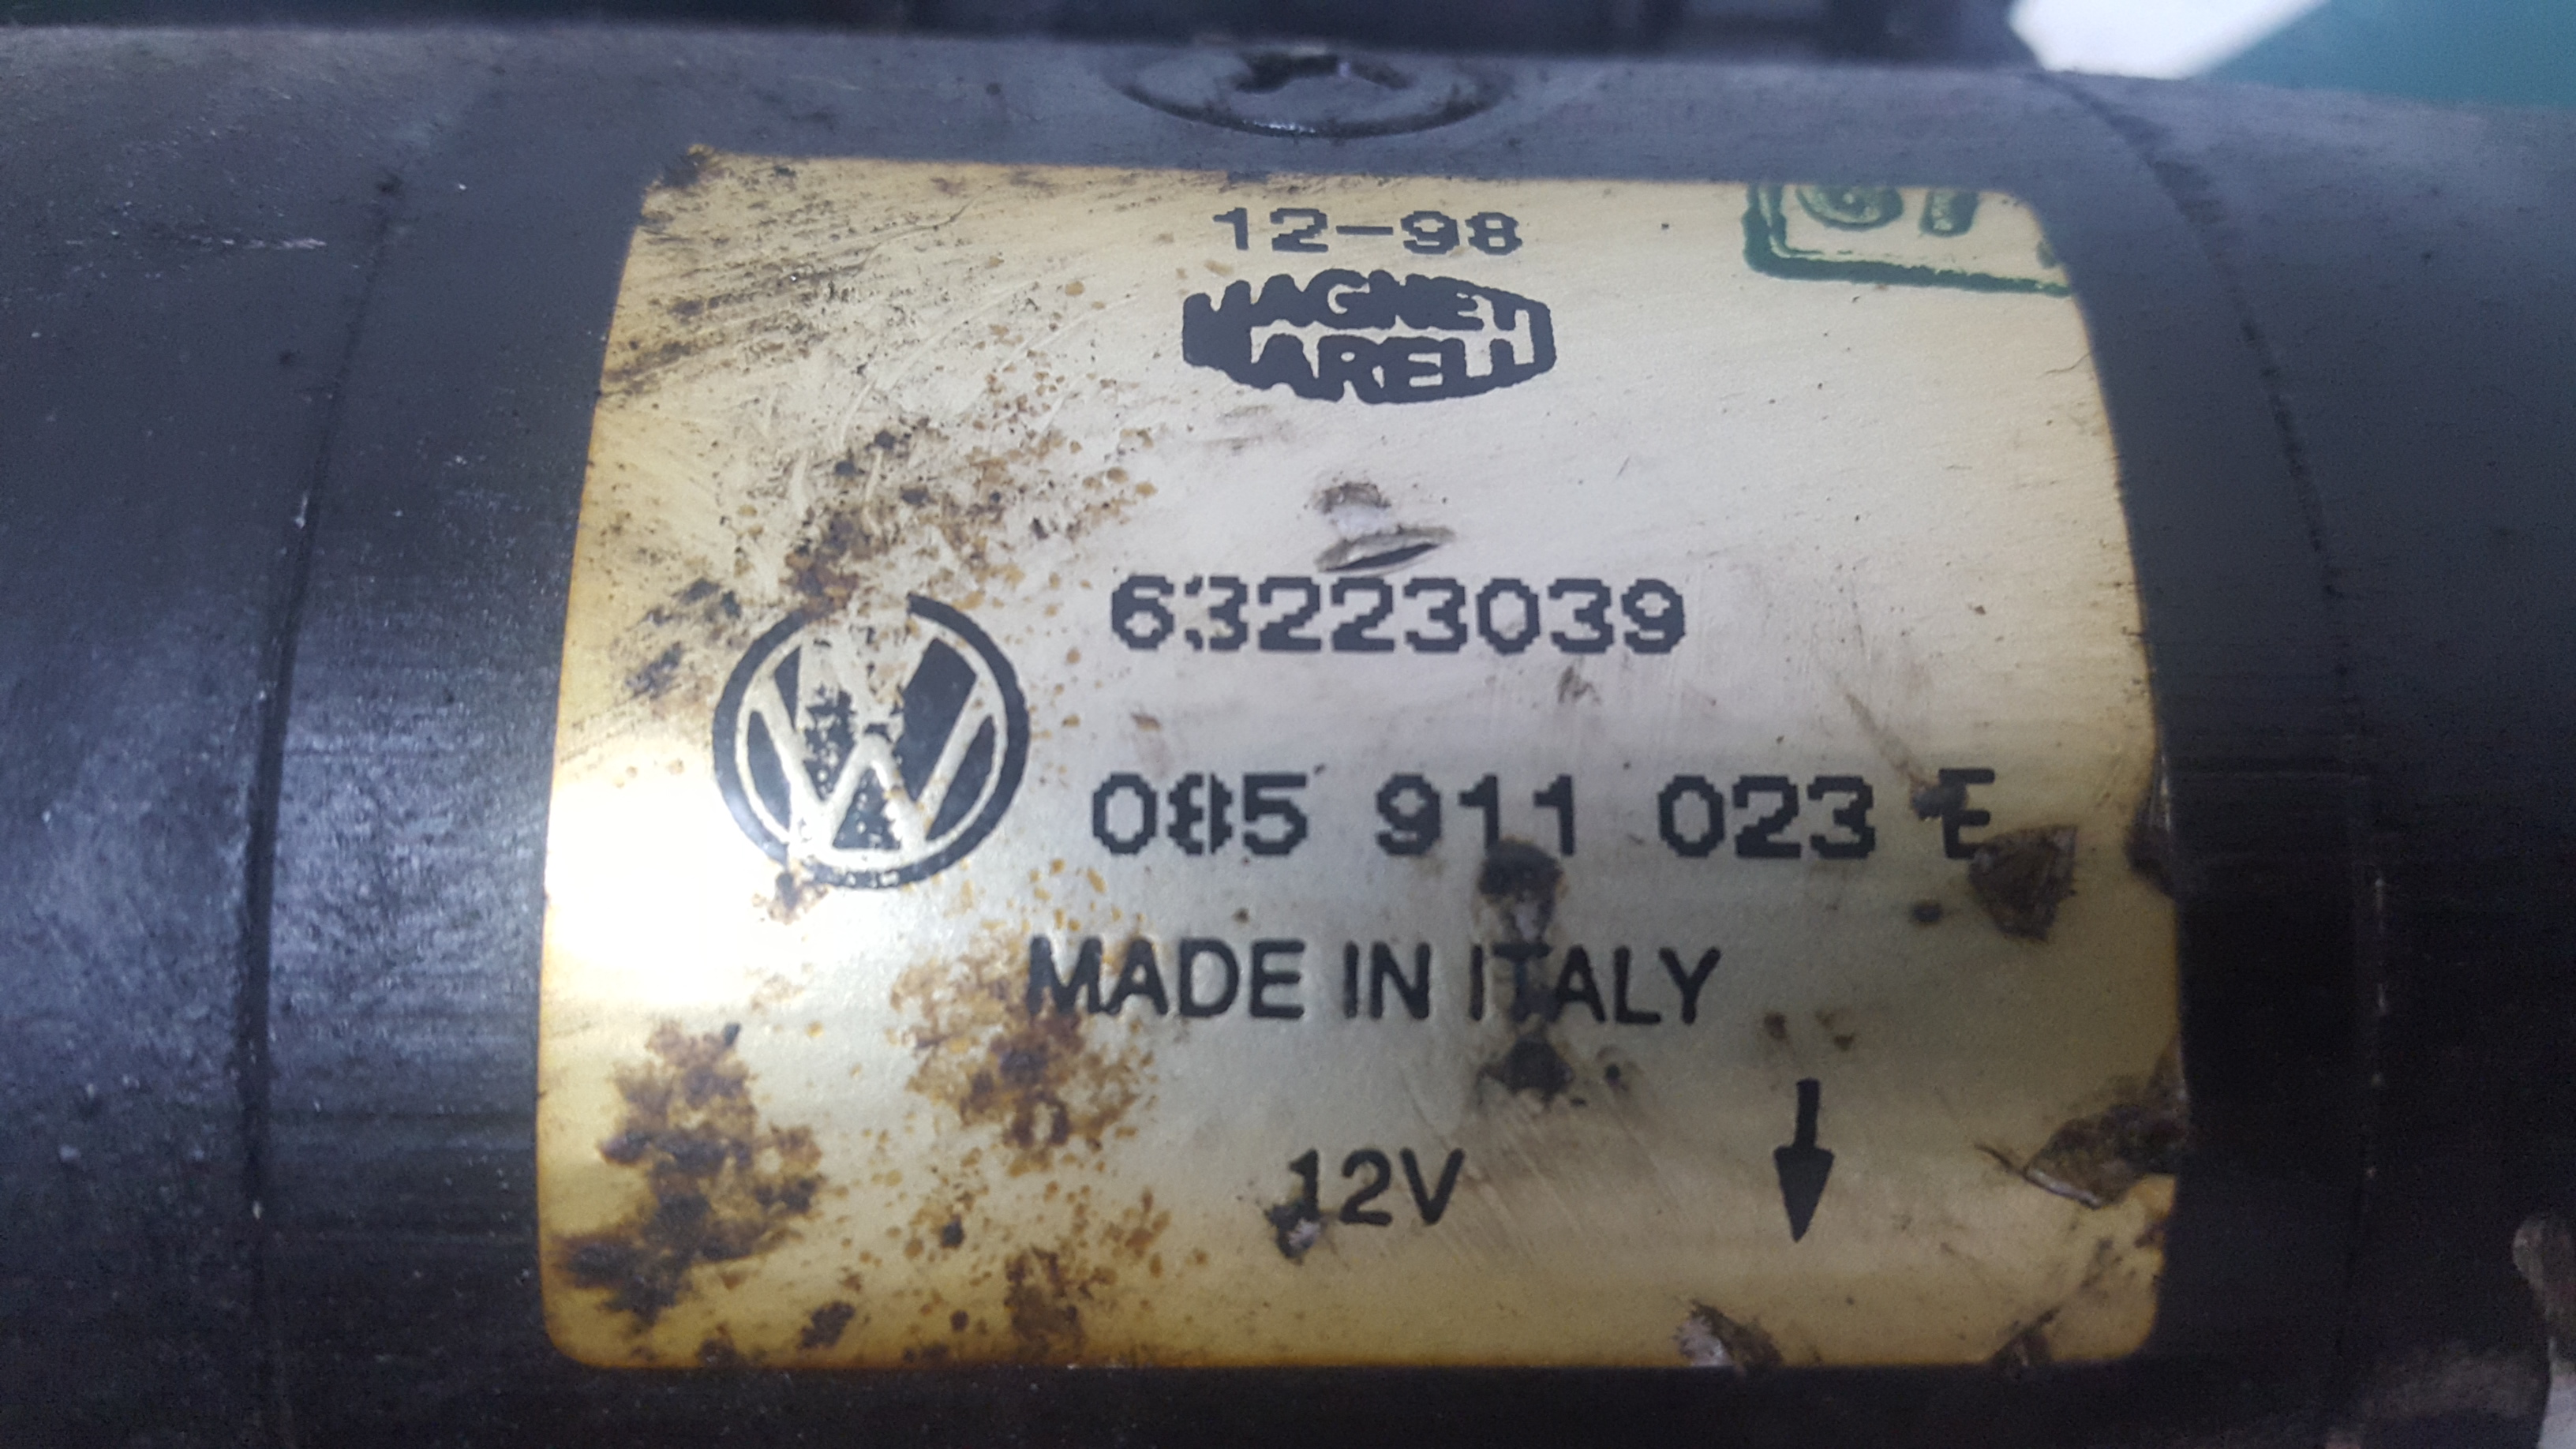 12-98
MAGNETI
MARELLI
63223039
085 911 023 E
MADE IN ITALY
12V